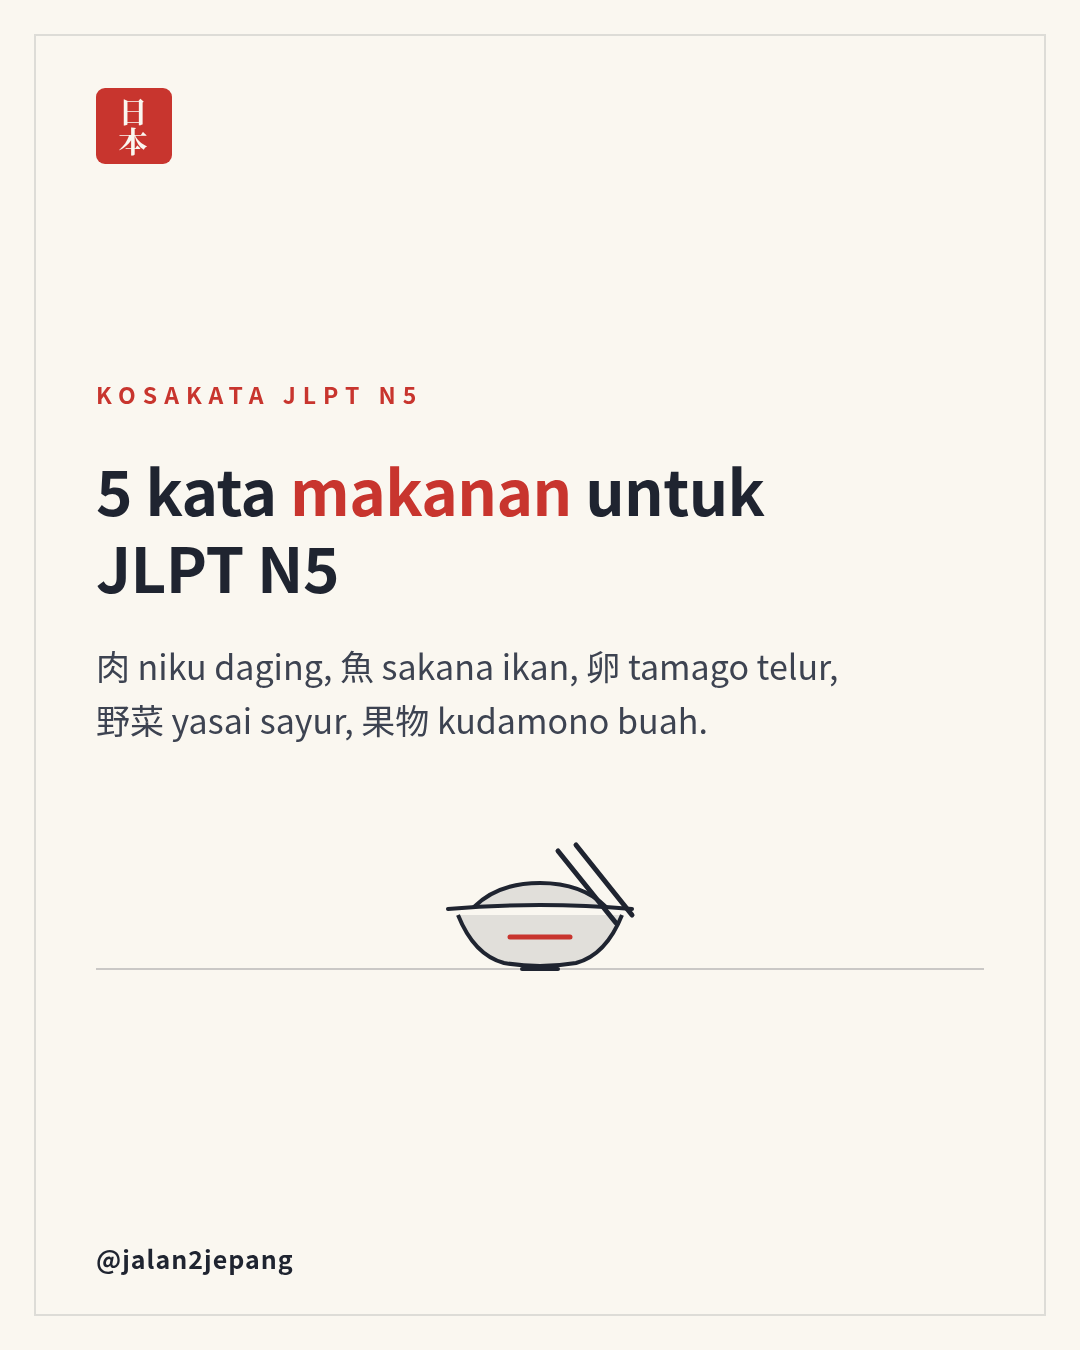 日
本
KOSAKATA JLPT N5
5 kata makanan untuk
JLPT N5
肉 niku daging, 魚 sakana ikan, 卵 tamago telur,
野菜 yasai sayur, 果物 kudamono buah.
@jalan2jepang